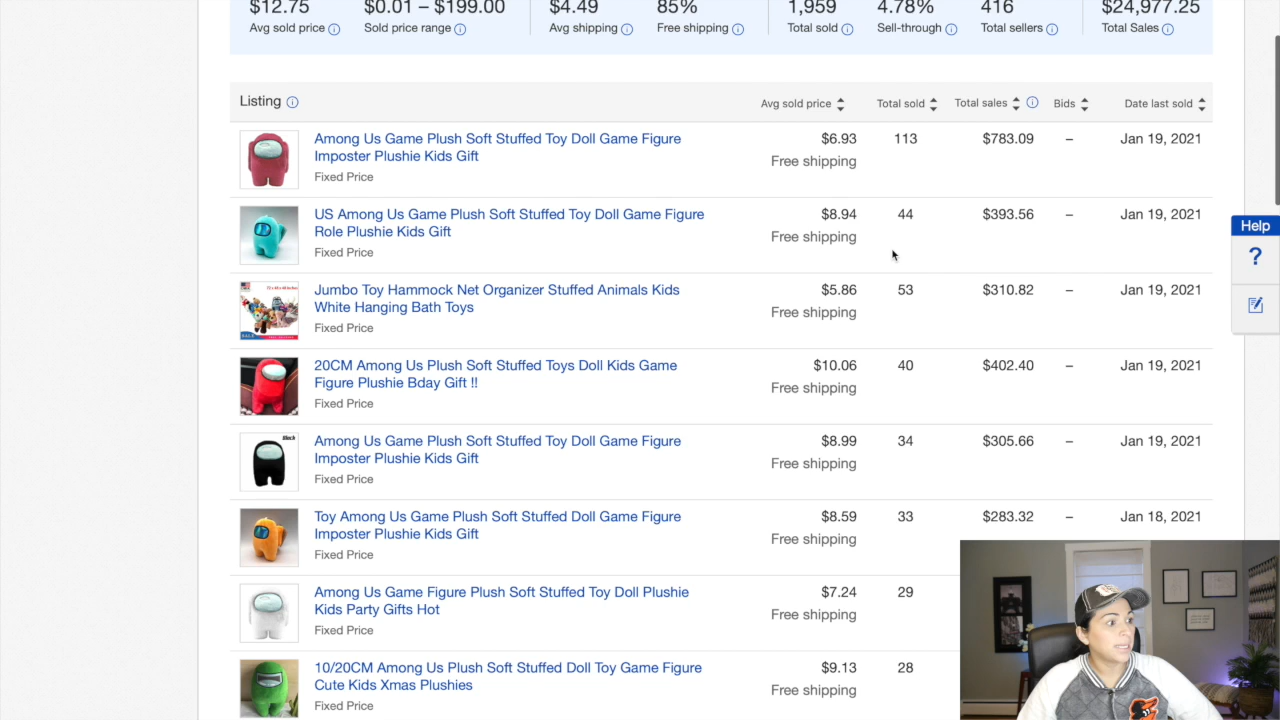 $12.75 $0.01 – $199.00 $4.49 85% 1,959 4.78% 416 $24,977.25
Avg sold price Sold price range Avg shipping Free shipping Total sold Sell-through Total sellers Total Sales
Listing Avg sold price Total sold Total sales Bids Date last sold
Among Us Game Plush Soft Stuffed Toy Doll Game Figure $6.93 113 $783.09 – Jan 19, 2021
Imposter Plushie Kids Gift Free shipping
Fixed Price
US Among Us Game Plush Soft Stuffed Toy Doll Game Figure $8.94 44 $393.56 – Jan 19, 2021
Role Plushie Kids Gift Free shipping
Fixed Price
Jumbo Toy Hammock Net Organizer Stuffed Animals Kids $5.86 53 $310.82 – Jan 19, 2021
White Hanging Bath Toys Free shipping
Fixed Price
20CM Among Us Plush Soft Stuffed Toys Doll Kids Game $10.06 40 $402.40 – Jan 19, 2021
Figure Plushie Bday Gift !! Free shipping
Fixed Price
Black
Among Us Game Plush Soft Stuffed Toy Doll Game Figure $8.99 34 $305.66 – Jan 19, 2021
Imposter Plushie Kids Gift Free shipping
Fixed Price
Toy Among Us Game Plush Soft Stuffed Doll Game Figure $8.59 33 $283.32 – Jan 18, 2021
Imposter Plushie Kids Gift Free shipping
Fixed Price
Among Us Game Figure Plush Soft Stuffed Toy Doll Plushie $7.24 29
Kids Party Gifts Hot Free shipping
Fixed Price
10/20CM Among Us Plush Soft Stuffed Doll Toy Game Figure $9.13 28
Cute Kids Xmas Plushies Free shipping
Fixed Price
Help
?